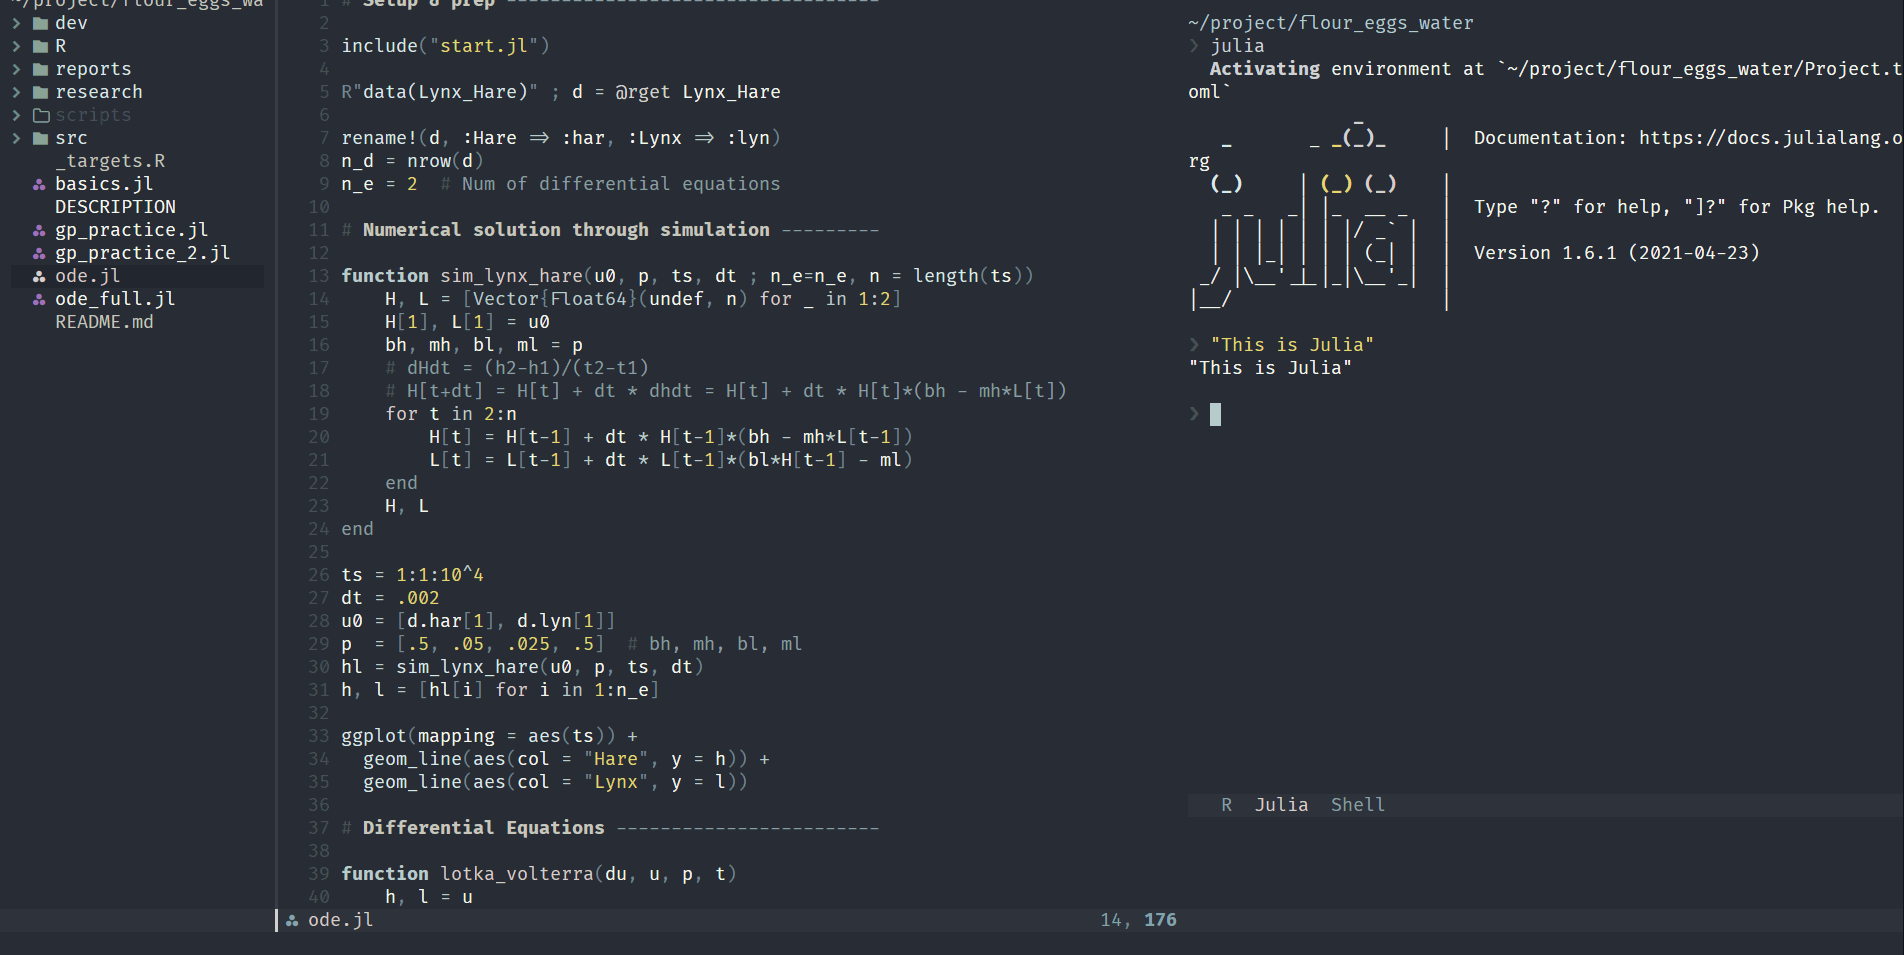 ~/project/flour_eggs_wa
dev
R
reports
research
scripts
src
_targets.R
basics.jl
DESCRIPTION
gp_practice.jl
gp_practice_2.jl
ode.jl
ode_full.jl
README.md
1 # Setup & prep ----------------------------------
2
3 include("start.jl")
4
5 R"data(Lynx_Hare)" ; d = @rget Lynx_Hare
6
7 rename!(d, :Hare => :har, :Lynx => :lyn)
8 n_d = nrow(d)
9 n_e = 2  # Num of differential equations
10
11 # Numerical solution through simulation ---------
12
13 function sim_lynx_hare(u0, p, ts, dt ; n_e=n_e, n = length(ts))
14     H, L = [Vector{Float64}(undef, n) for _ in 1:2]
15     H[1], L[1] = u0
16     bh, mh, bl, ml = p
17     # dHdt = (h2-h1)/(t2-t1)
18     # H[t+dt] = H[t] + dt * dhdt = H[t] + dt * H[t]*(bh - mh*L[t])
19     for t in 2:n
20         H[t] = H[t-1] + dt * H[t-1]*(bh - mh*L[t-1])
21         L[t] = L[t-1] + dt * L[t-1]*(bl*H[t-1] - ml)
22     end
23     H, L
24 end
25
26 ts = 1:1:10^4
27 dt = .002
28 u0 = [d.har[1], d.lyn[1]]
29 p  = [.5, .05, .025, .5]  # bh, mh, bl, ml
30 hl = sim_lynx_hare(u0, p, ts, dt)
31 h, l = [hl[i] for i in 1:n_e]
32
33 ggplot(mapping = aes(ts)) +
34   geom_line(aes(col = "Hare", y = h)) +
35   geom_line(aes(col = "Lynx", y = l))
36
37 # Differential Equations ------------------------
38
39 function lotka_volterra(du, u, p, t)
40     h, l = u
ode.jl 14, 176
~/project/flour_eggs_water
❯ julia
  Activating environment at `~/project/flour_eggs_water/Project.t
oml`
               _
   _       _ _(_)_     |  Documentation: https://docs.julialang.o
rg
  (_)     | (_) (_)    |
   _ _   _| |_  __ _   |  Type "?" for help, "]?" for Pkg help.
  | | | | | | |/ _` |  |
  | | |_| | | | (_| |  |  Version 1.6.1 (2021-04-23)
 _/ |\__'_|_|_|\__'_|  |
|__/                   |
❯ "This is Julia"
"This is Julia"
❯
R  Julia  Shell